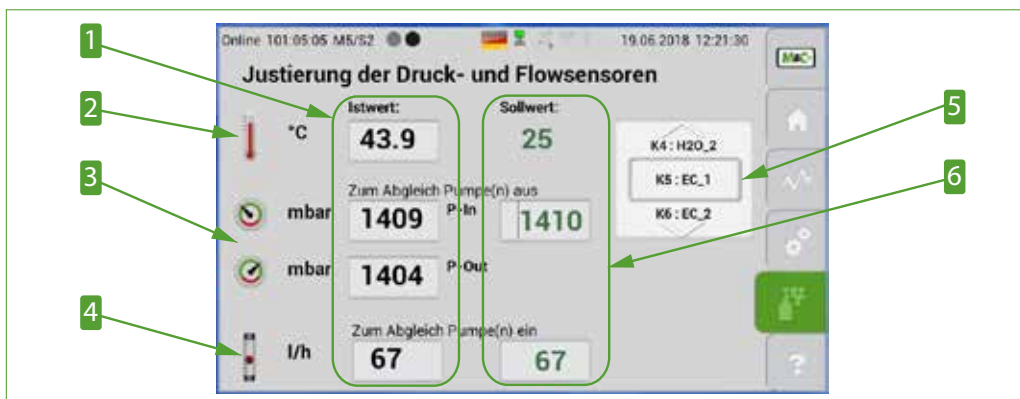 Online 101:05:05 M5/S2 19.06.2018 12:21:30
M&C
Justierung der Druck- und Flowsensoren
1
2
3
4
5
6
Istwert: Sollwert:
°C 43.9 25
Zum Abgleich Pumpe(n) aus
mbar 1409 P-In 1410
mbar 1404 P-Out
Zum Abgleich Pumpe(n) ein
l/h 67 67
K4 : H2O_2
K5 : EC_1
K6 : EC_2
?